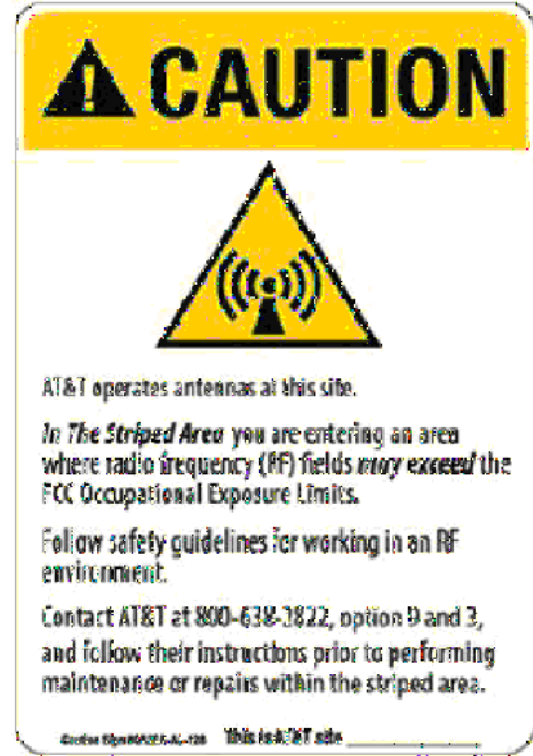 CAUTION
AT&T operates antennas at this site.
In The Striped Area you are entering an area
where radio frequency (RF) fields may exceed the
FCC Occupational Exposure Limits.
Follow safety guidelines for working in an RF
environment.
Contact AT&T at 800-638-2822, option 9 and 3,
and follow their instructions prior to performing
maintenance or repairs within the striped area.
Caution Sign
This is AT&T site